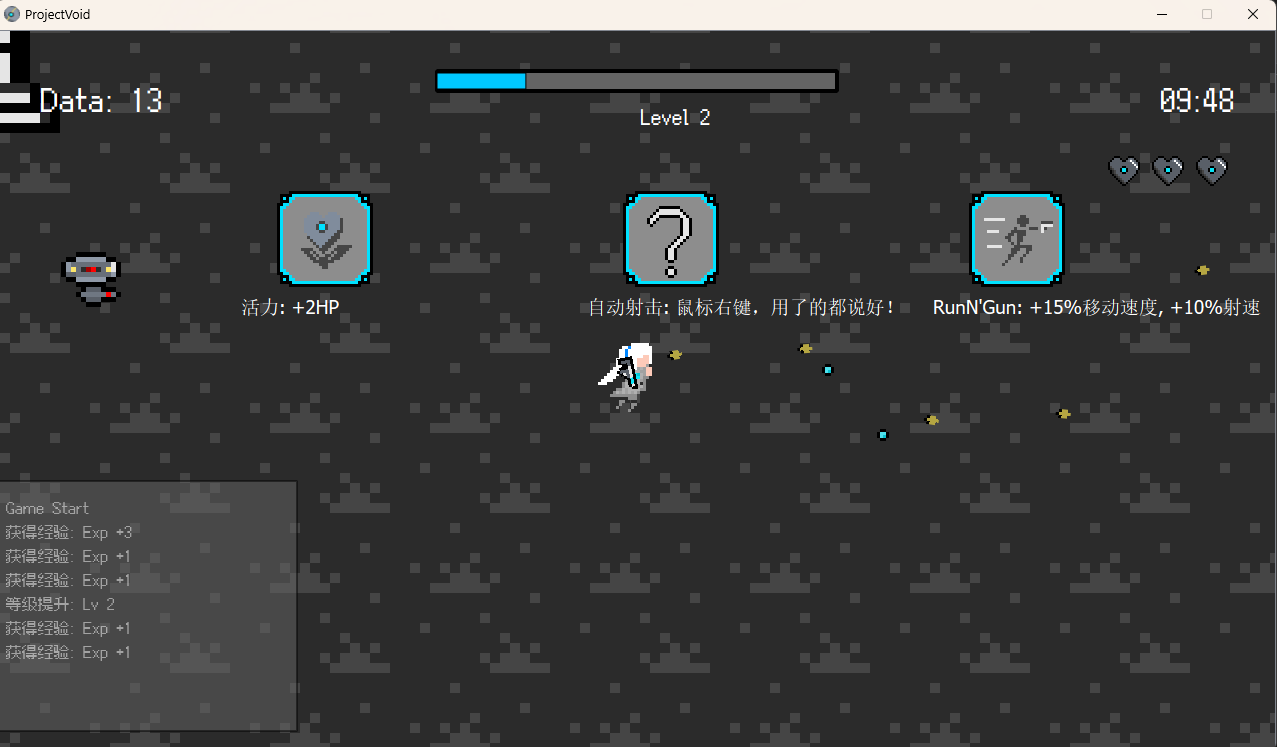 ProjectVoid
Data: 13
Level 2
09:48
活力: +2HP
自动射击: 鼠标右键，用了的都说好！
RunN'Gun: +15%移动速度, +10%射速
Game Start
获得经验: Exp +3
获得经验: Exp +1
获得经验: Exp +1
等级提升: Lv 2
获得经验: Exp +1
获得经验: Exp +1